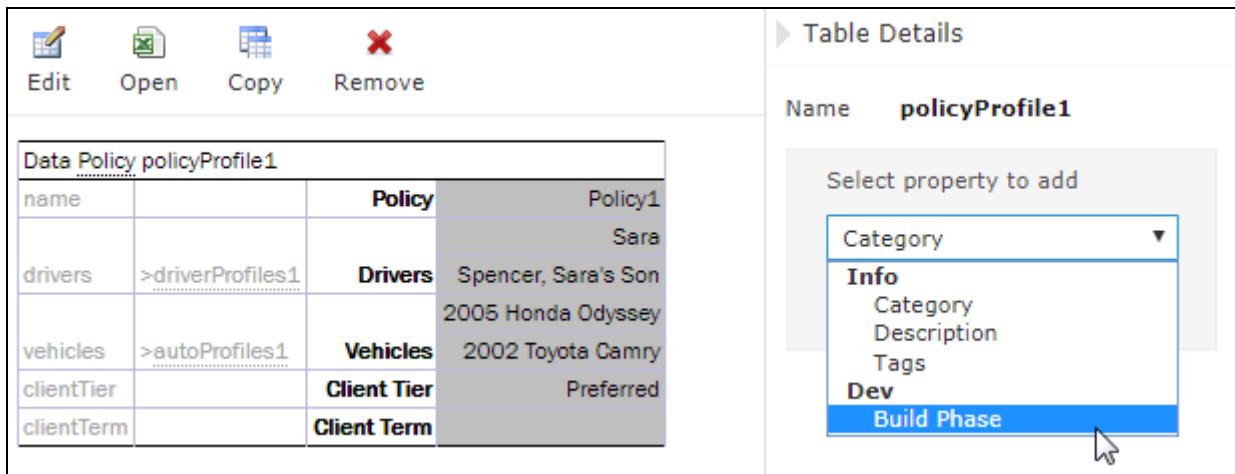 Edit Open Copy Remove
Data Policy policyProfile1
name Policy Policy1
Sara
drivers >driverProfiles1 Drivers Spencer, Sara's Son
2005 Honda Odyssey
vehicles >autoProfiles1 Vehicles 2002 Toyota Camry
clientTier Client Tier Preferred
clientTerm Client Term
Table Details
Name policyProfile1
Select property to add
Category
Info
Category
Description
Tags
Dev
Build Phase